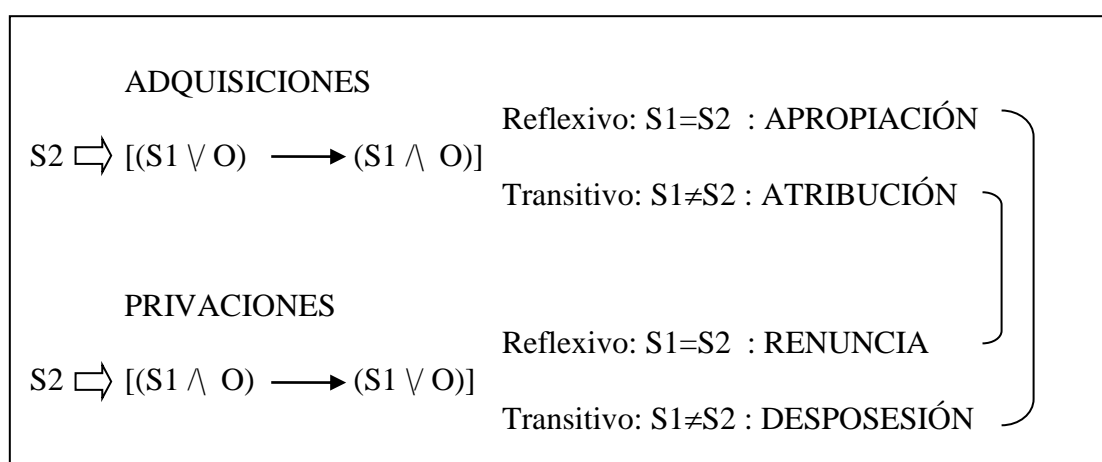 ADQUISICIONES
Reflexivo: S1=S2 : APROPIACIÓN
S2 ⇨ [(S1 \/ O) ⟶ (S1 /\ O)]
Transitivo: S1≠S2 : ATRIBUCIÓN
PRIVACIONES
Reflexivo: S1=S2 : RENUNCIA
S2 ⇨ [(S1 /\ O) ⟶ (S1 \/ O)]
Transitivo: S1≠S2 : DESPOSESIÓN